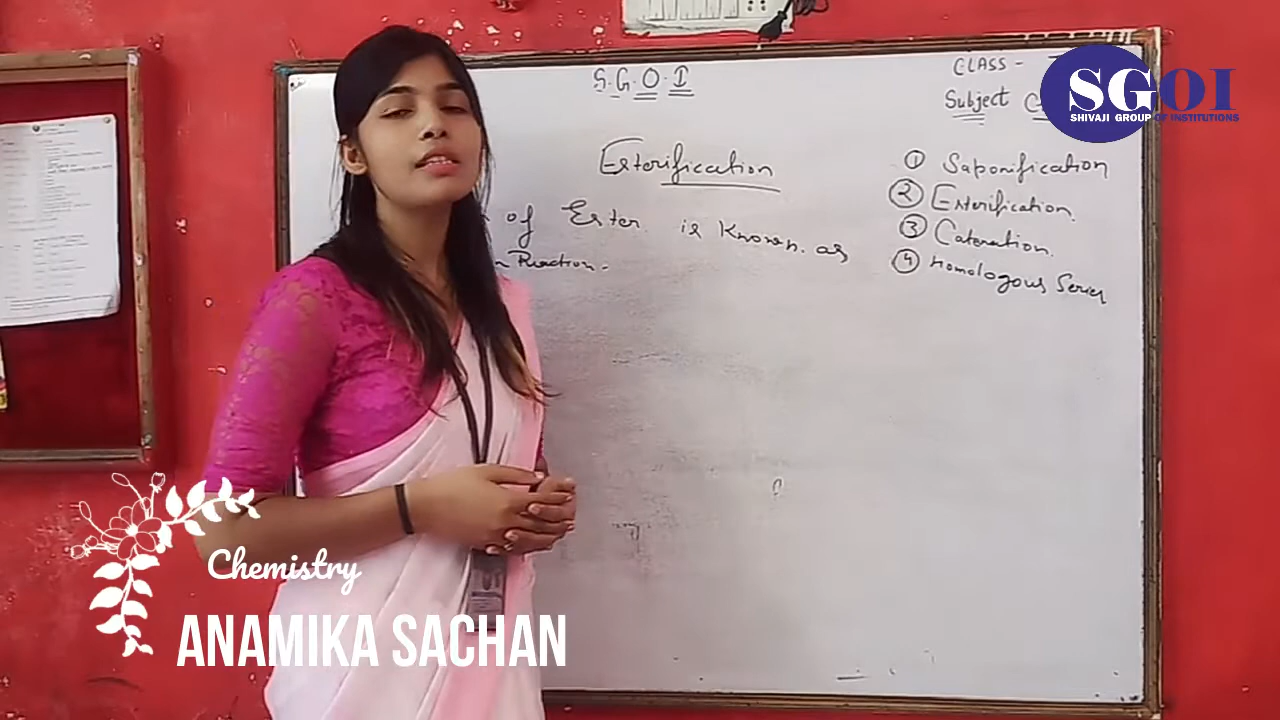 S.G.O.I
CLASS -
Subject
SGOI
SHIVAJI GROUP OF INSTITUTIONS
Esterification
of Ester is Known as
Reaction.
① Saponification
② Esterification
③ Catenation
④ Homologous Series
Chemistry
ANAMIKA SACHAN